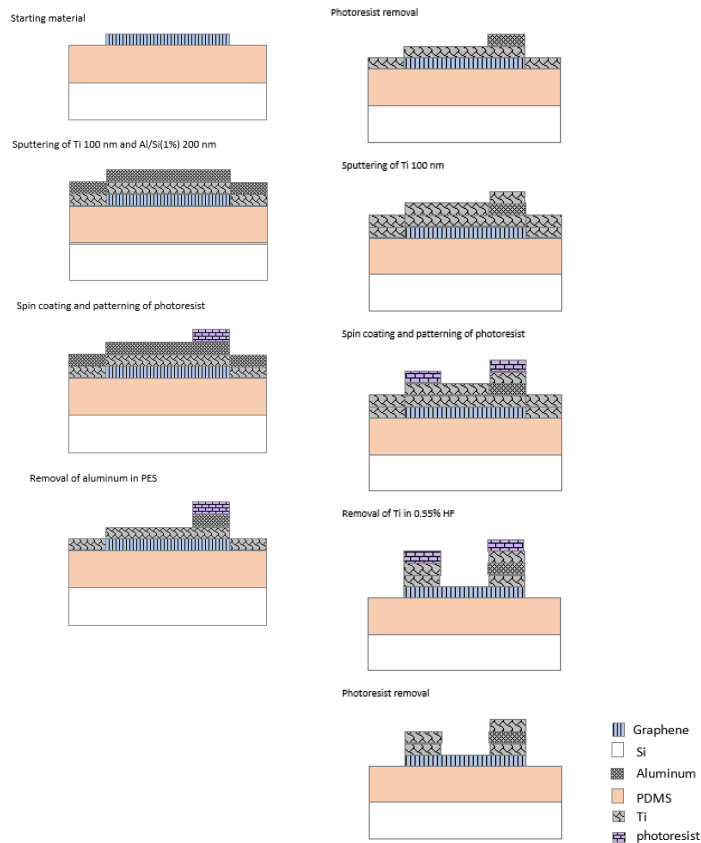 Starting material
Sputtering of Ti 100 nm and Al/Si(1%) 200 nm
Spin coating and patterning of photoresist
Removal of aluminum in PES
Photoresist removal
Sputtering of Ti 100 nm
Spin coating and patterning of photoresist
Removal of Ti in 0.55% HF
Photoresist removal
Graphene
Si
Aluminum
PDMS
Ti
photoresist